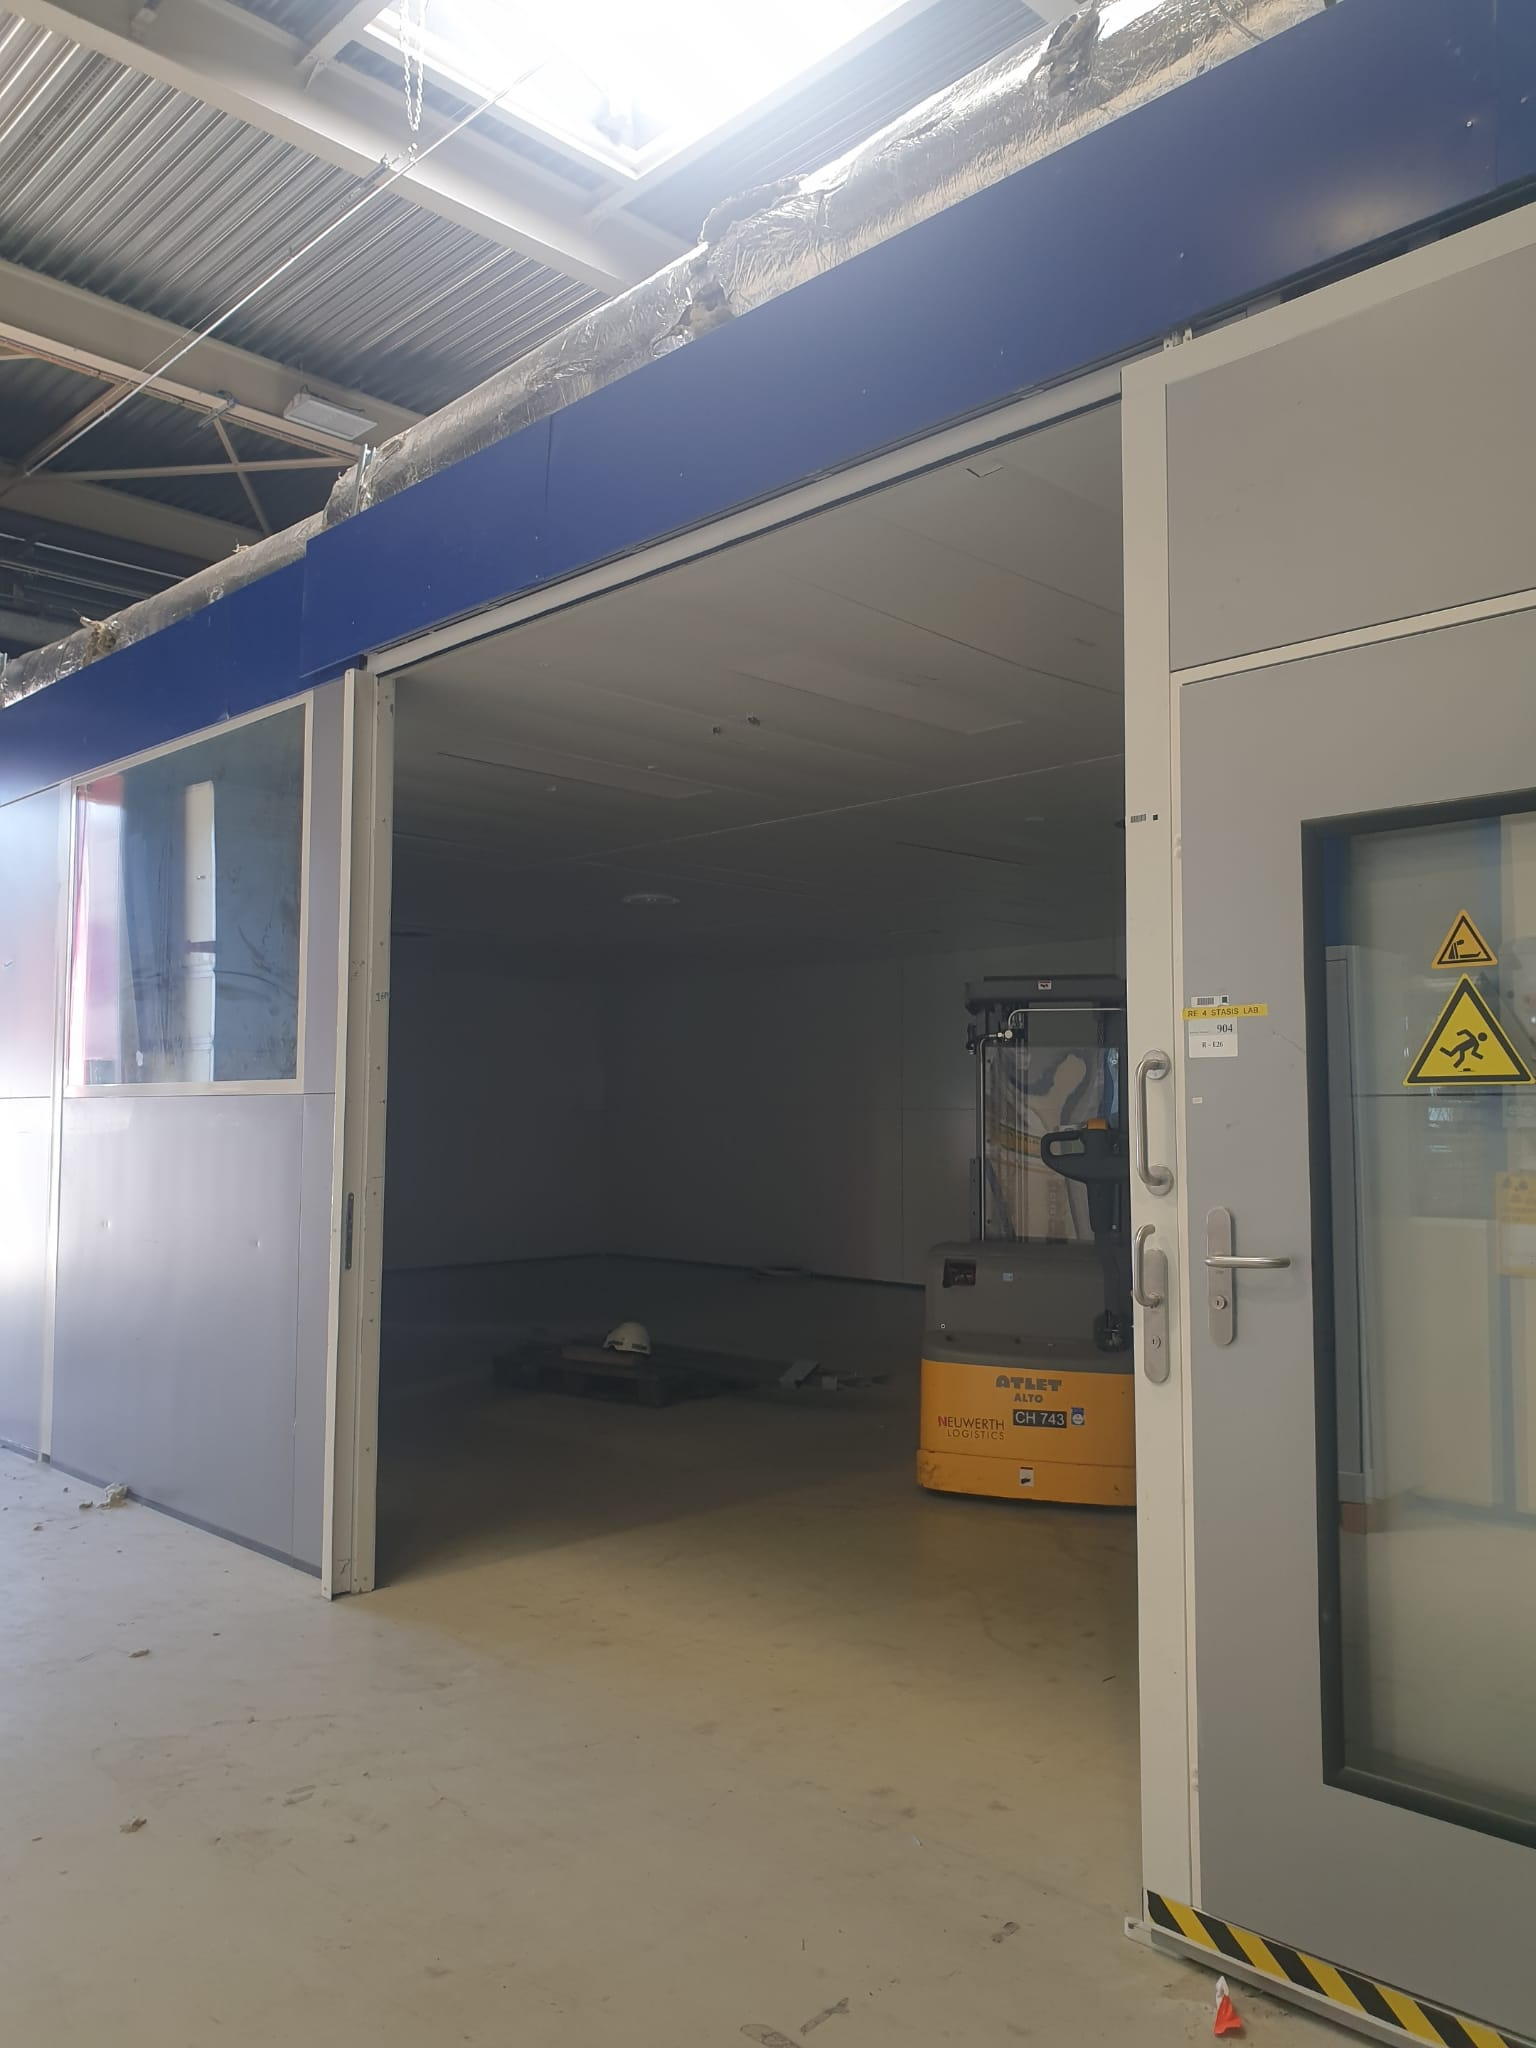 RE 4 STASIS LAB.
904
R - E26
ATLET
ALTO
NEUWERTH
LOGISTICS
CH 743